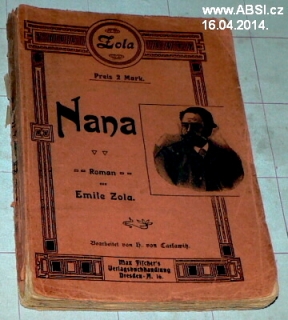 www.ABSI.cz
16.04.2014.
Zola
Preis 2 Mark.
Nana
Roman
von
Emile Zola.
Bearbeitet von H. von Carlowitz.
Max Fischer's
Verlagsbuchhandlung
Dresden-A. 16.